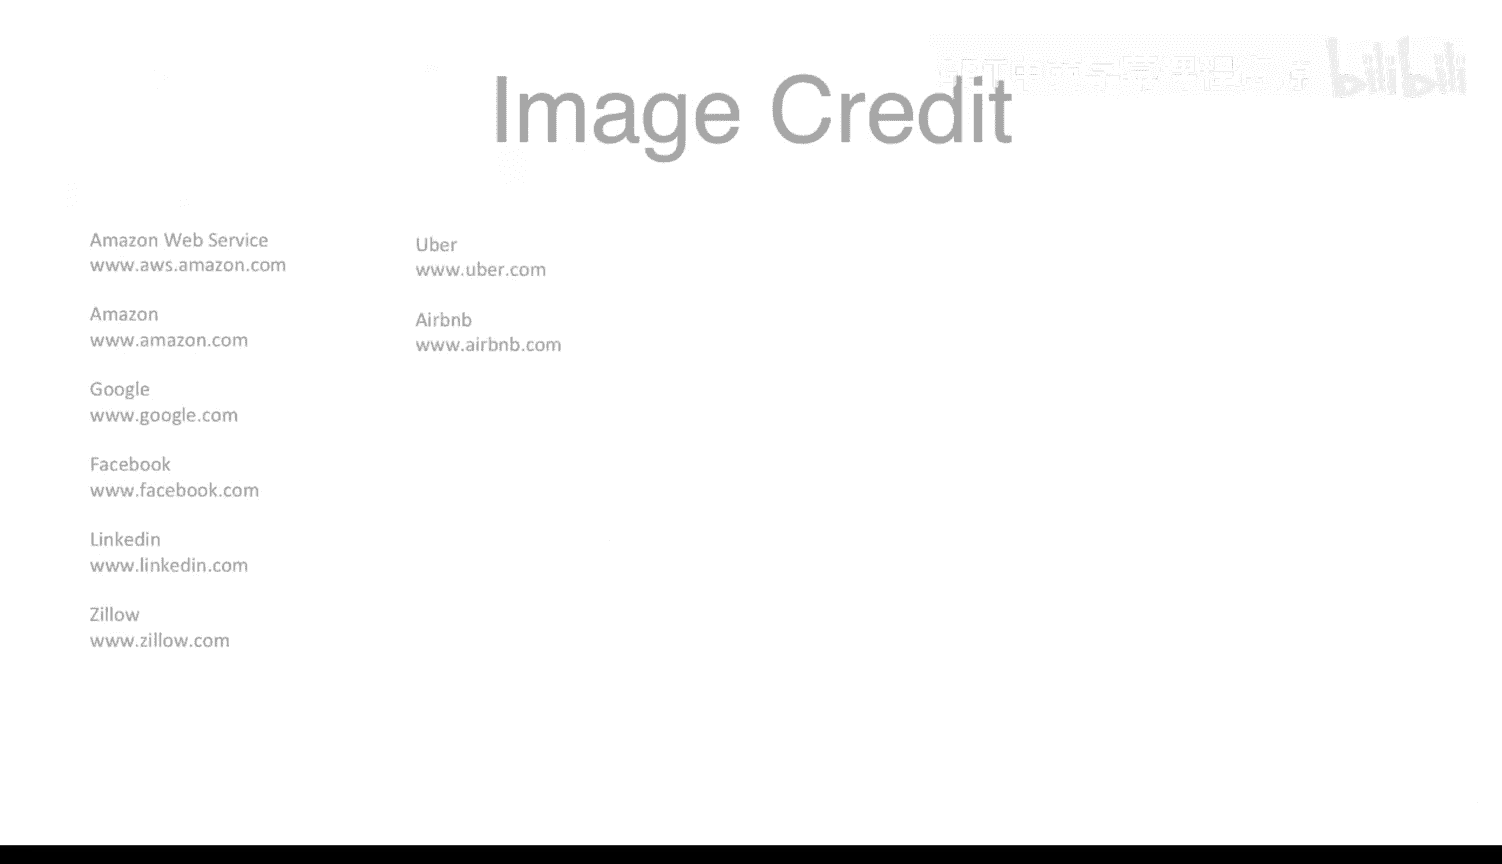 Image Credit
bilibili
Amazon Web Service
www.aws.amazon.com
Amazon
www.amazon.com
Google
www.google.com
Facebook
www.facebook.com
Linkedin
www.linkedin.com
Zillow
www.zillow.com
Uber
www.uber.com
Airbnb
www.airbnb.com